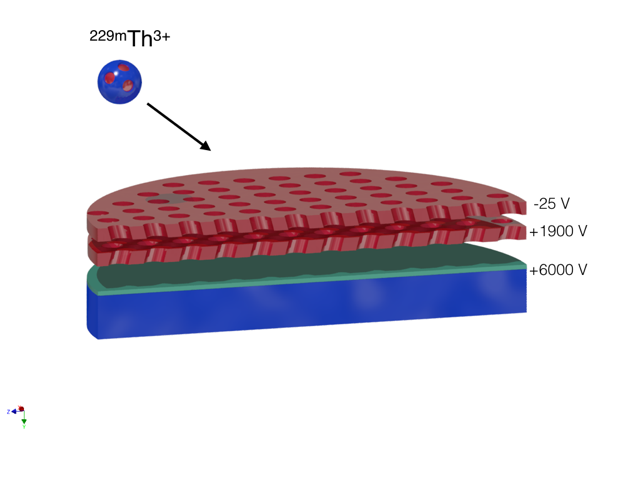 ²²⁹ᵐTh³⁺
-25 V
+1900 V
+6000 V
z